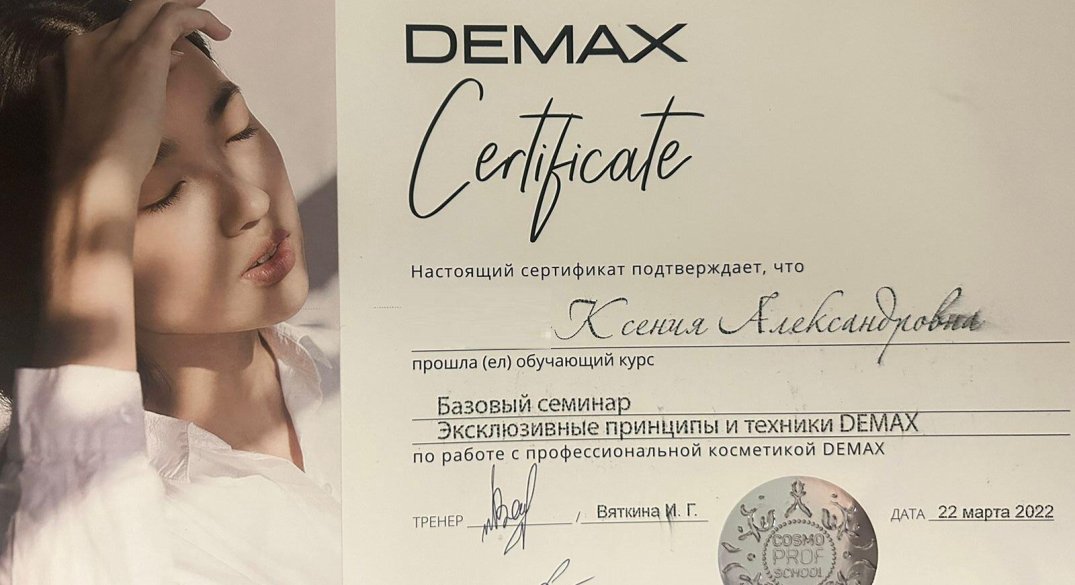 DEMAX
Certificate
Настоящий сертификат подтверждает, что
Ксения Александровна
прошла (ел) обучающий курс
Базовый семинар
Эксклюзивные принципы и техники DEMAX
по работе с профессиональной косметикой DEMAX
ТРЕНЕР / Вяткина И. Г. ДАТА 22 марта 2022
COSMO
PROF
SCHOOL